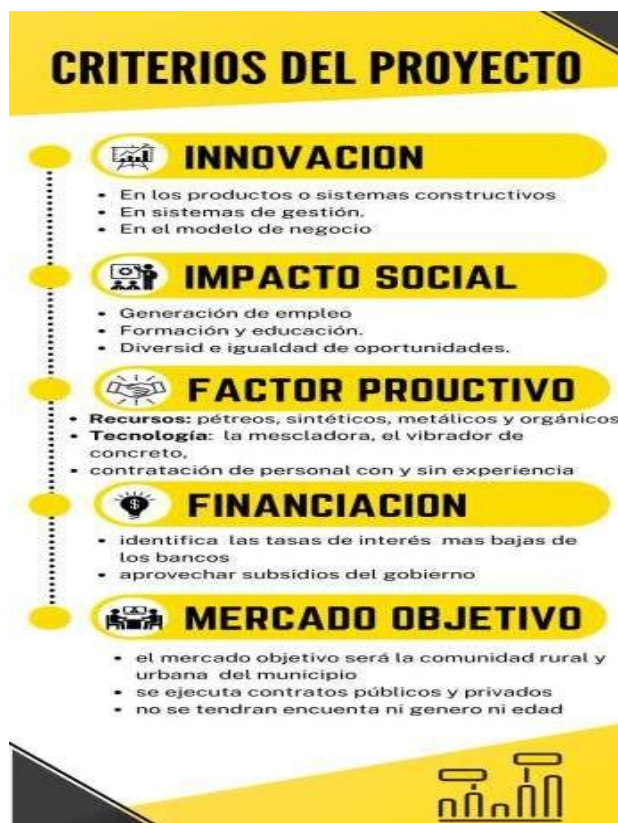 CRITERIOS DEL PROYECTO
INNOVACION
• En los productos o sistemas constructivos
• En sistemas de gestión.
• En el modelo de negocio
IMPACTO SOCIAL
• Generación de empleo
• Formación y educación.
• Diversid e igualdad de oportunidades.
FACTOR PROUCTIVO
• Recursos: pétreos, sintéticos, metálicos y orgánicos
• Tecnología: la mescladora, el vibrador de
concreto,
• contratación de personal con y sin experiencia
FINANCIACION
• identifica las tasas de interés mas bajas de
los bancos
• aprovechar subsidios del gobierno
MERCADO OBJETIVO
• el mercado objetivo será la comunidad rural y
urbana del municipio
• se ejecuta contratos públicos y privados
• no se tendran encuenta ni genero ni edad